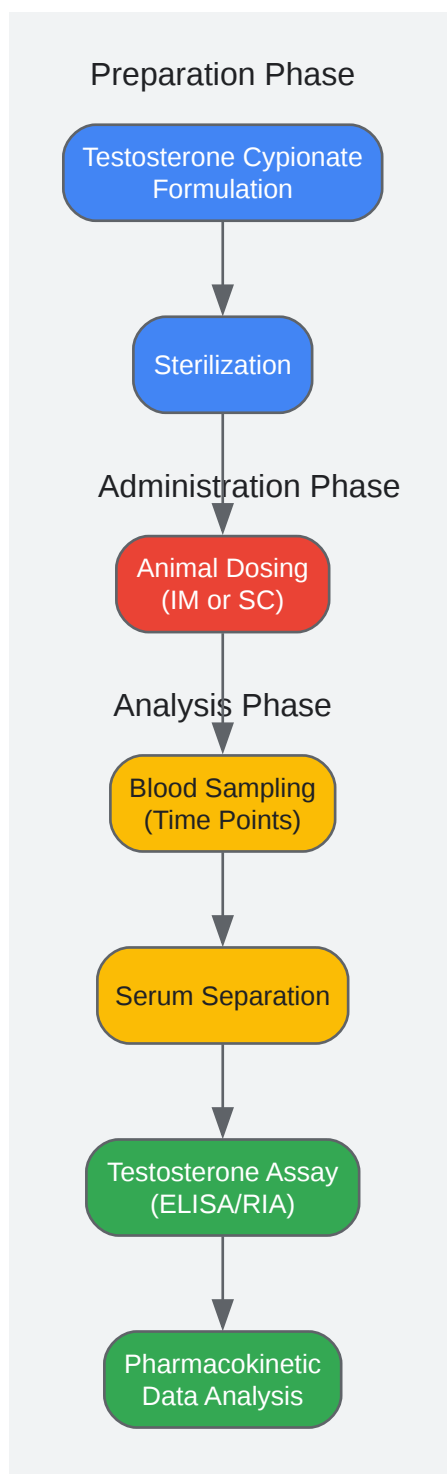 Preparation Phase
Testosterone Cypionate
Formulation
Sterilization
Administration Phase
Animal Dosing
(IM or SC)
Analysis Phase
Blood Sampling
(Time Points)
Serum Separation
Testosterone Assay
(ELISA/RIA)
Pharmacokinetic
Data Analysis